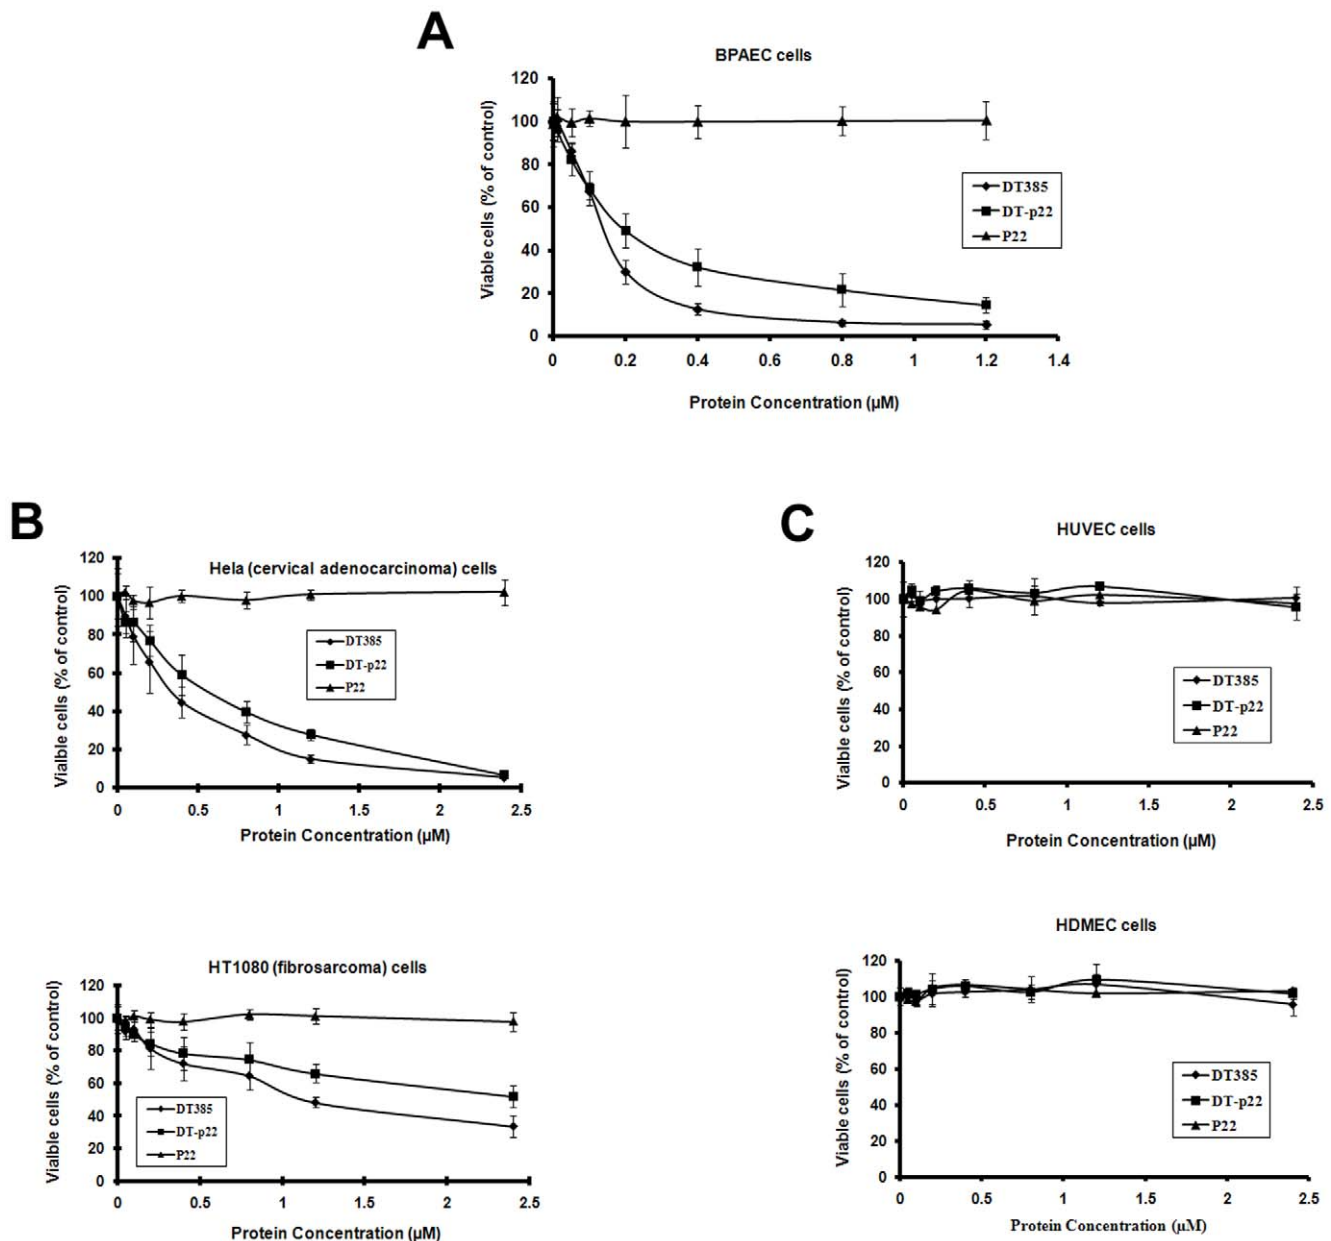 A
BPAEC cells
Viable cells (% of control)
120
100
80
60
40
20
0
0 0.2 0.4 0.6 0.8 1 1.2 1.4
Protein Concentration (µM)
DT385
DT-p22
P22
B
Hela (cervical adenocarcinoma) cells
Vialble cells (% of control)
120
100
80
60
40
20
0
0 0.5 1 1.5 2 2.5
Protein Concentration (µM)
DT385
DT-p22
P22
HT1080 (fibrosarcoma) cells
Vialble cells (% of control)
120
100
80
60
40
20
0
0 0.5 1 1.5 2 2.5
Protein Concentration (µM)
DT385
DT-p22
P22
C
HUVEC cells
Vialble cells (% of control)
120
100
80
60
40
20
0
0 0.5 1 1.5 2 2.5
Protein Concentration (µM)
DT385
DT-p22
P22
HDMEC cells
Viable cells (% of control)
120
100
80
60
40
20
0
0 0.5 1 1.5 2 2.5
Protein Concentration (µM)
DT385
DT-p22
P22